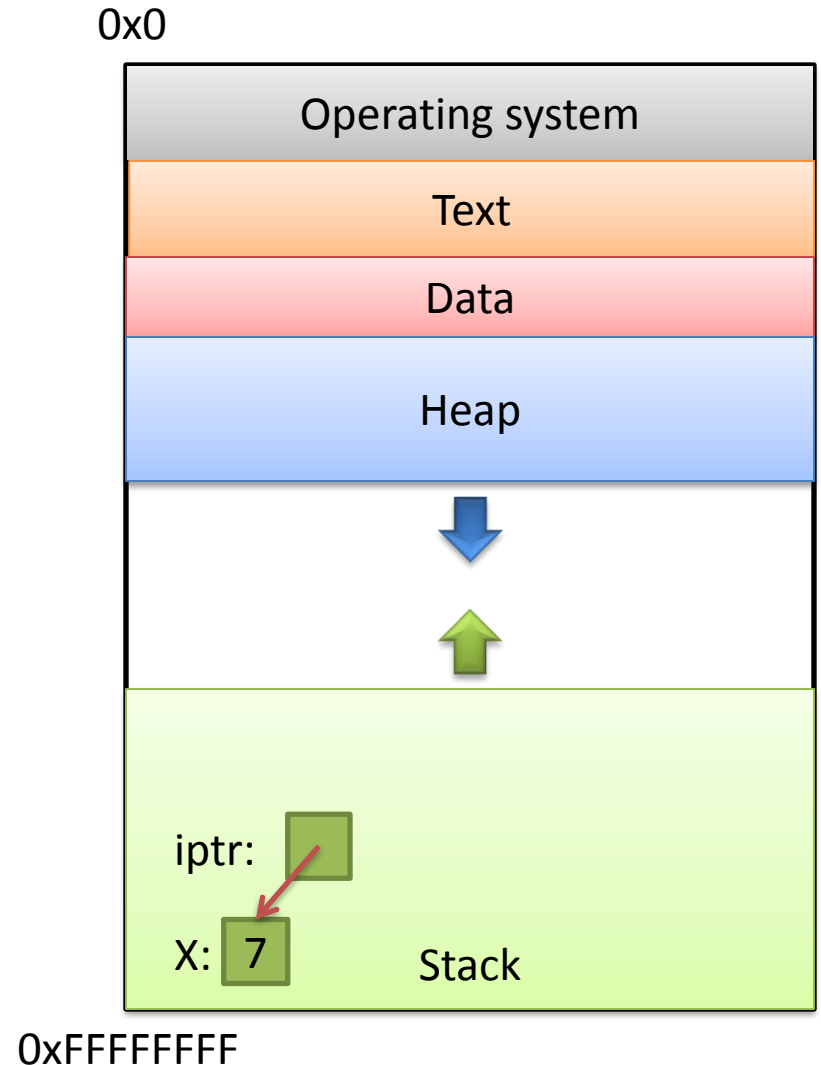 0x0
Operating system
Text
Data
Heap
iptr:
X: 7
Stack
0xFFFFFFFF